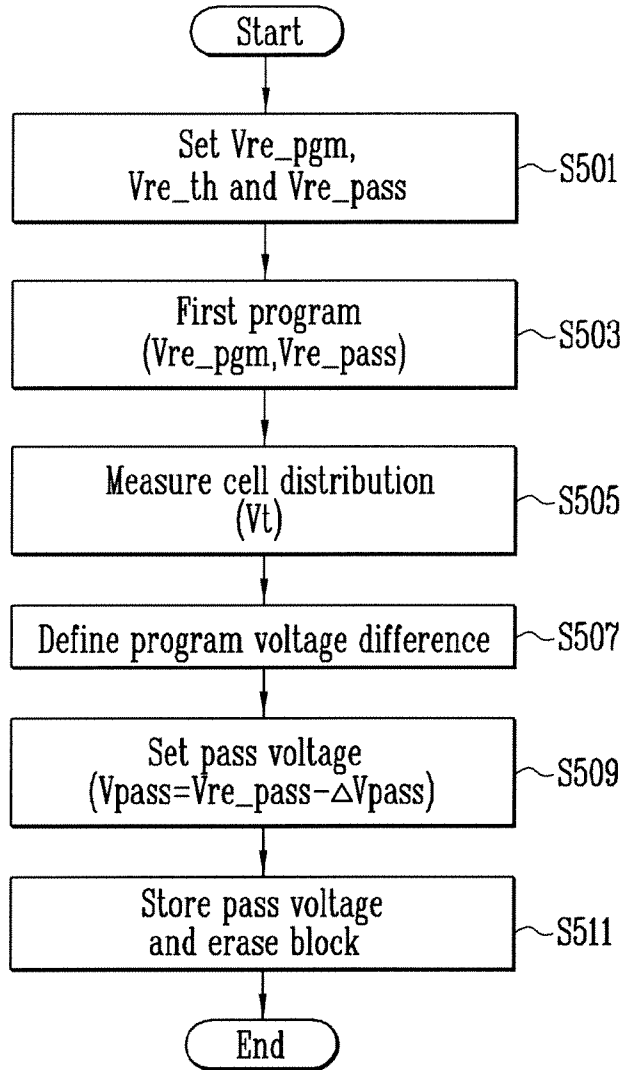 Start
Set Vre_pgm,
Vre_th and Vre_pass
S501
First program
(Vre_pgm,Vre_pass)
S503
Measure cell distribution
(Vt)
S505
Define program voltage difference
S507
Set pass voltage
(Vpass=Vre_pass-△Vpass)
S509
Store pass voltage
and erase block
S511
End